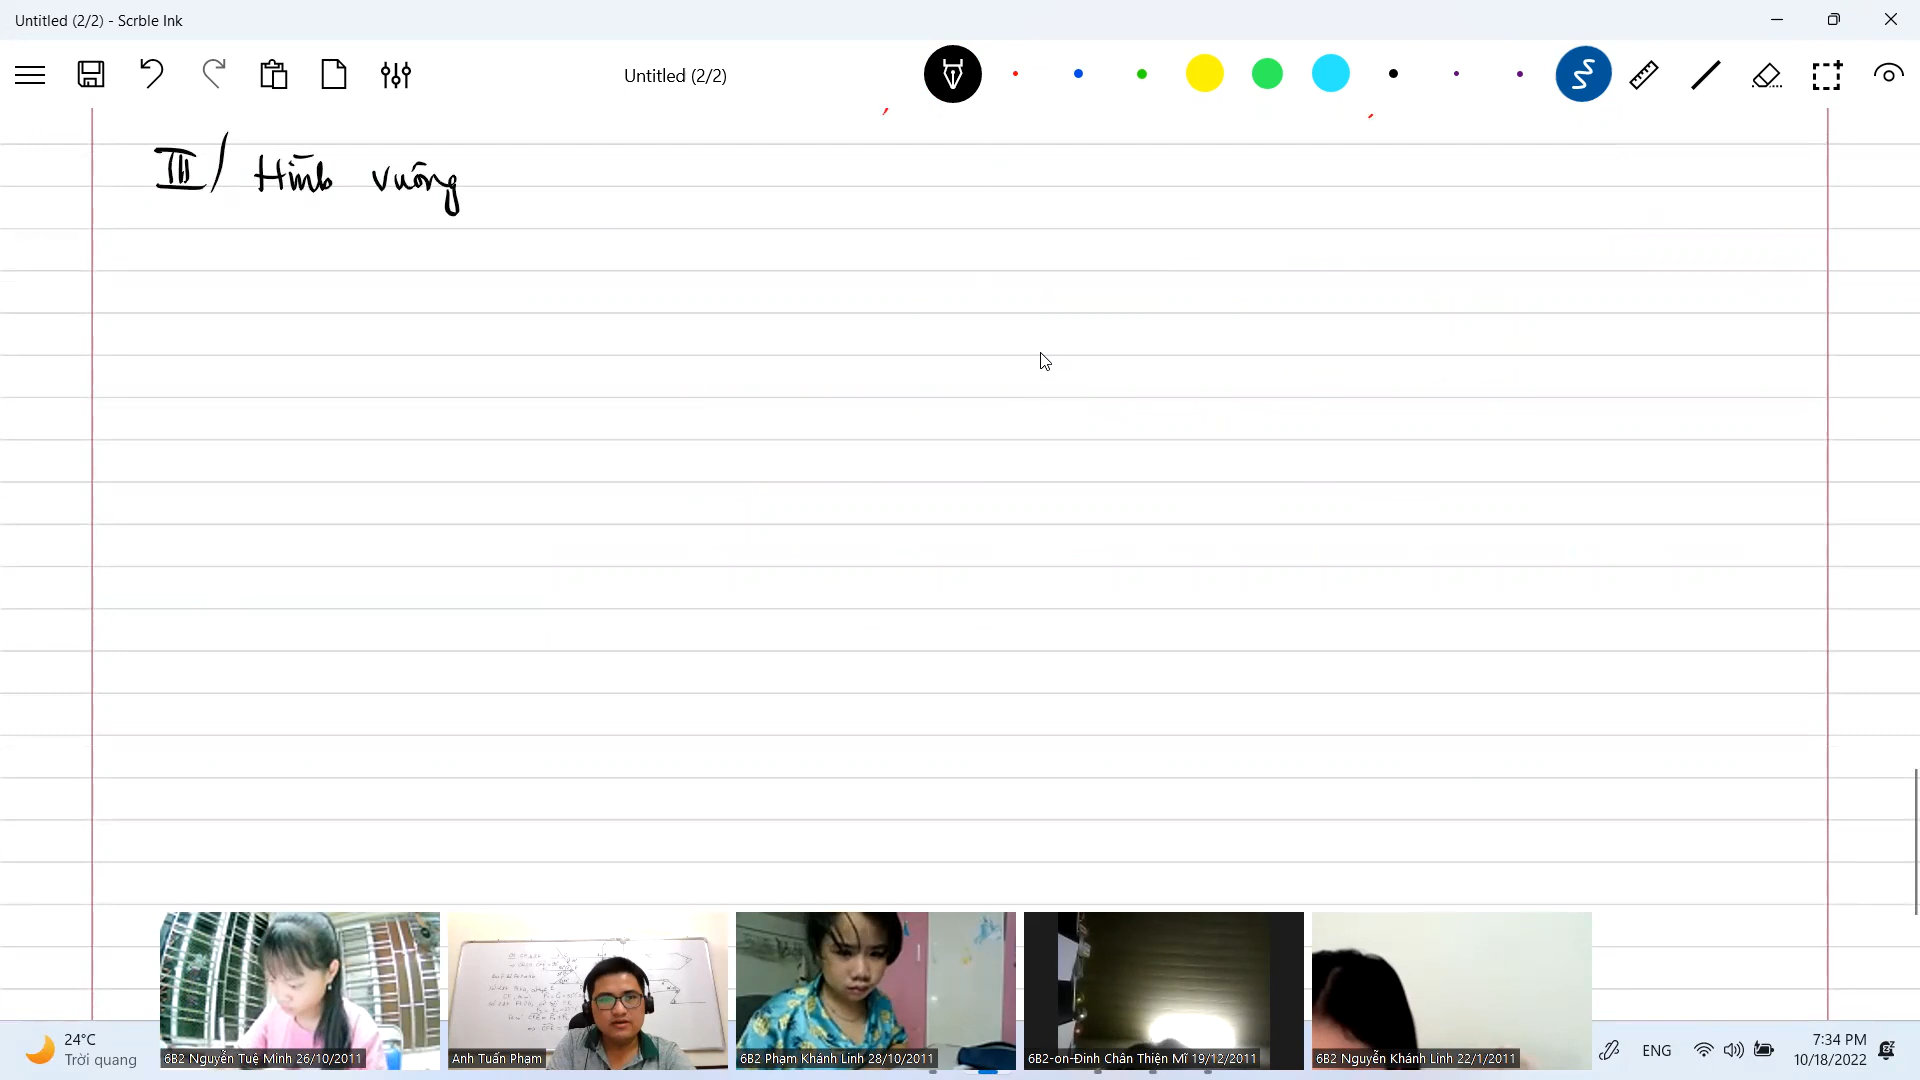 Untitled (2/2) - Scrble Ink
Untitled (2/2)
III/ Hình vuông
24°C
Trời quang
6B2 Nguyễn Tuệ Minh 26/10/2011
Anh Tuấn Phạm
6B2 Phạm Khánh Linh 28/10/2011
6B2-on-Đinh Chân Thiện Mĩ 19/12/2011
6B2 Nguyễn Khánh Linh 22/1/2011
ENG
7:34 PM
10/18/2022